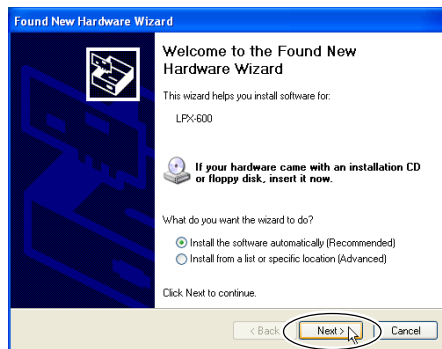 Found New Hardware Wizard
Welcome to the Found New
Hardware Wizard
This wizard helps you install software for:
LPX-600
If your hardware came with an installation CD
or floppy disk, insert it now.
What do you want the wizard to do?
Install the software automatically (Recommended)
Install from a list or specific location (Advanced)
Click Next to continue.
< Back Next > Cancel